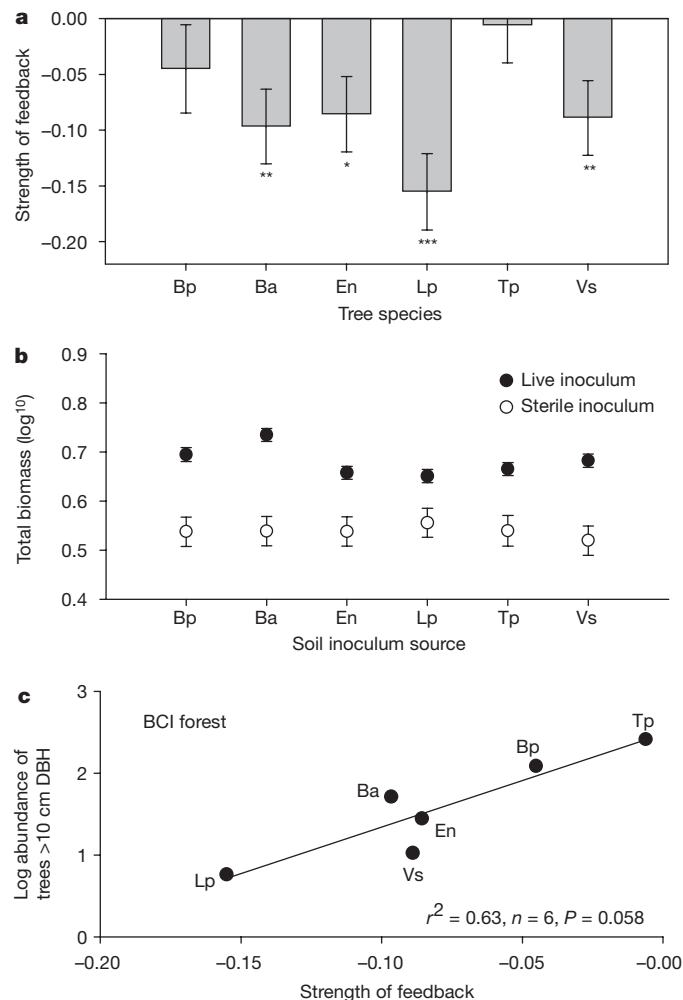 a
0.00
−0.05
−0.10
−0.15
−0.20
Strength of feedback
**
*
***
**
Bp Ba En Lp Tp Vs
Tree species
b
0.9
0.8
0.7
0.6
0.5
0.4
Total biomass (log10)
Live inoculum
Sterile inoculum
Bp Ba En Lp Tp Vs
Soil inoculum source
c
3
2
1
0
Log abundance of
trees >10 cm DBH
BCI forest
Tp
Bp
Ba
En
Vs
Lp
r2 = 0.63, n = 6, P = 0.058
−0.20 −0.15 −0.10 −0.05 −0.00
Strength of feedback